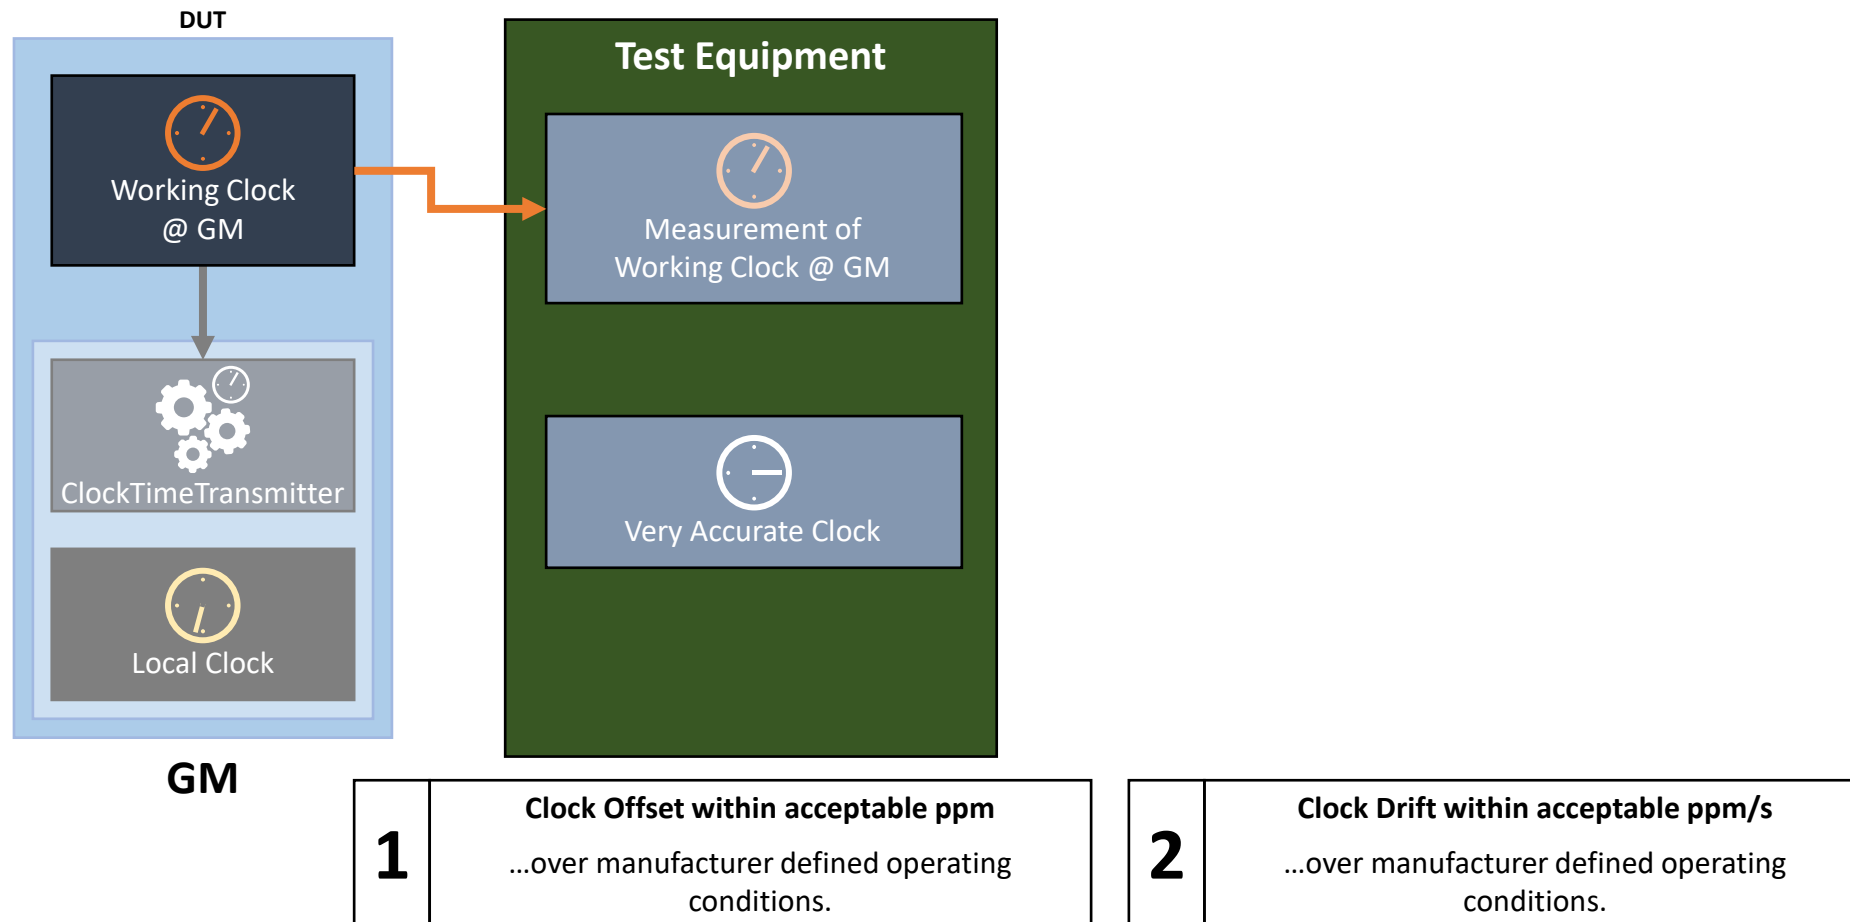 DUT
Working Clock
@ GM
ClockTimeTransmitter
Local Clock
GM
Test Equipment
Measurement of
Working Clock @ GM
Very Accurate Clock
1
Clock Offset within acceptable ppm
...over manufacturer defined operating
conditions.
2
Clock Drift within acceptable ppm/s
...over manufacturer defined operating
conditions.